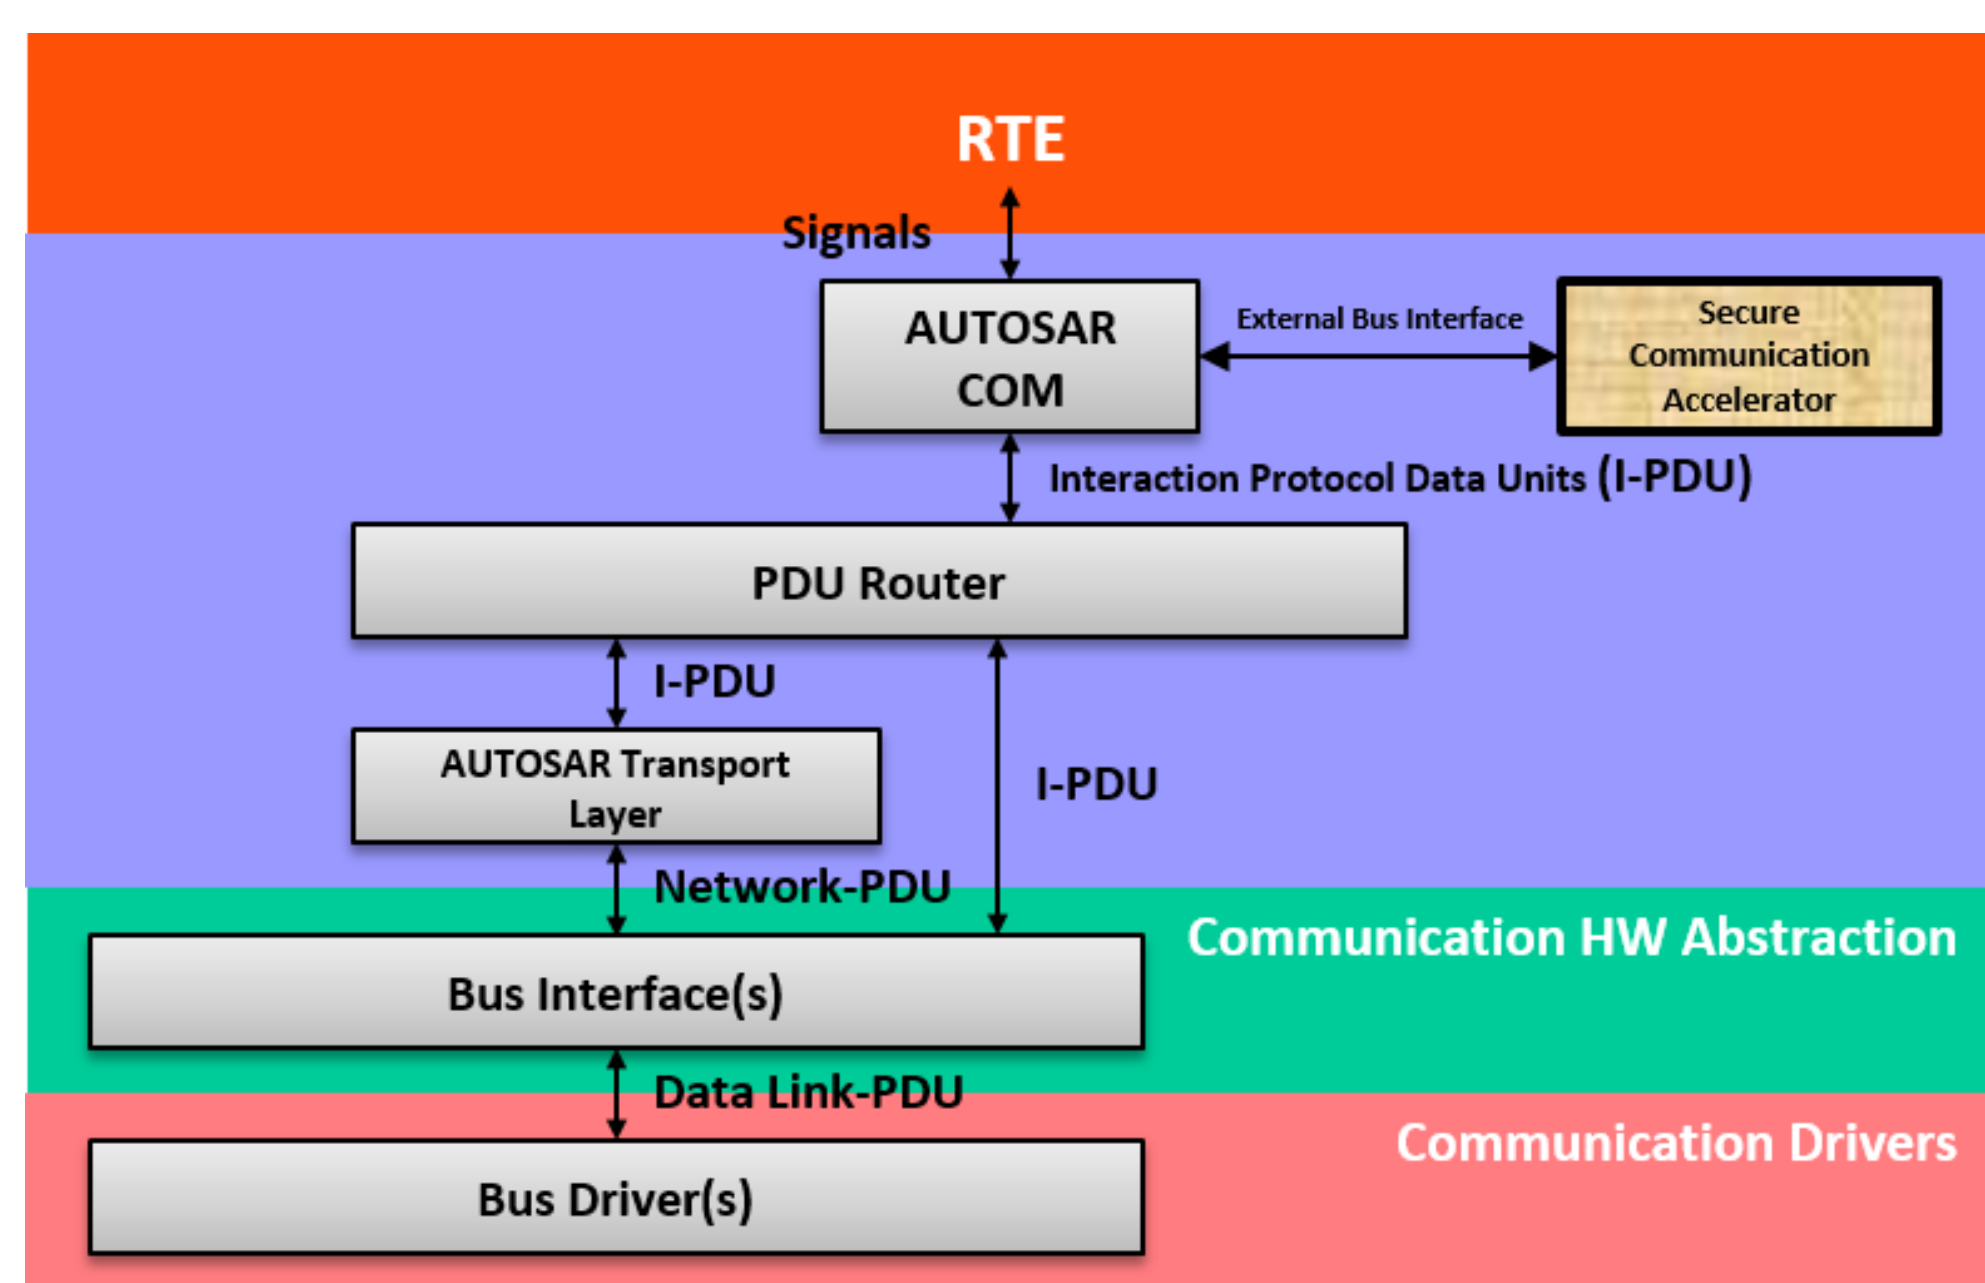 RTE
Signals
AUTOSAR
COM
External Bus Interface
Secure
Communication
Accelerator
Interaction Protocol Data Units (I-PDU)
PDU Router
I-PDU
AUTOSAR Transport
Layer
I-PDU
Network-PDU
Communication HW Abstraction
Bus Interface(s)
Data Link-PDU
Communication Drivers
Bus Driver(s)